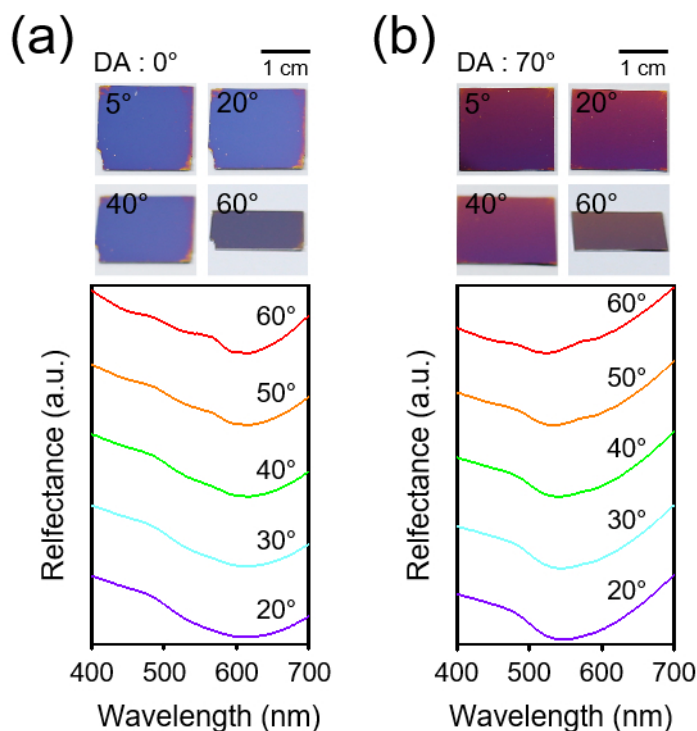 (a)
DA : 0°
1 cm
5°
20°
40°
60°
60°
50°
40°
30°
20°
Relfectance (a.u.)
400 500 600 700
Wavelength (nm)
(b)
DA : 70°
1 cm
5°
20°
40°
60°
60°
50°
40°
30°
20°
Relfectance (a.u.)
400 500 600 700
Wavelength (nm)